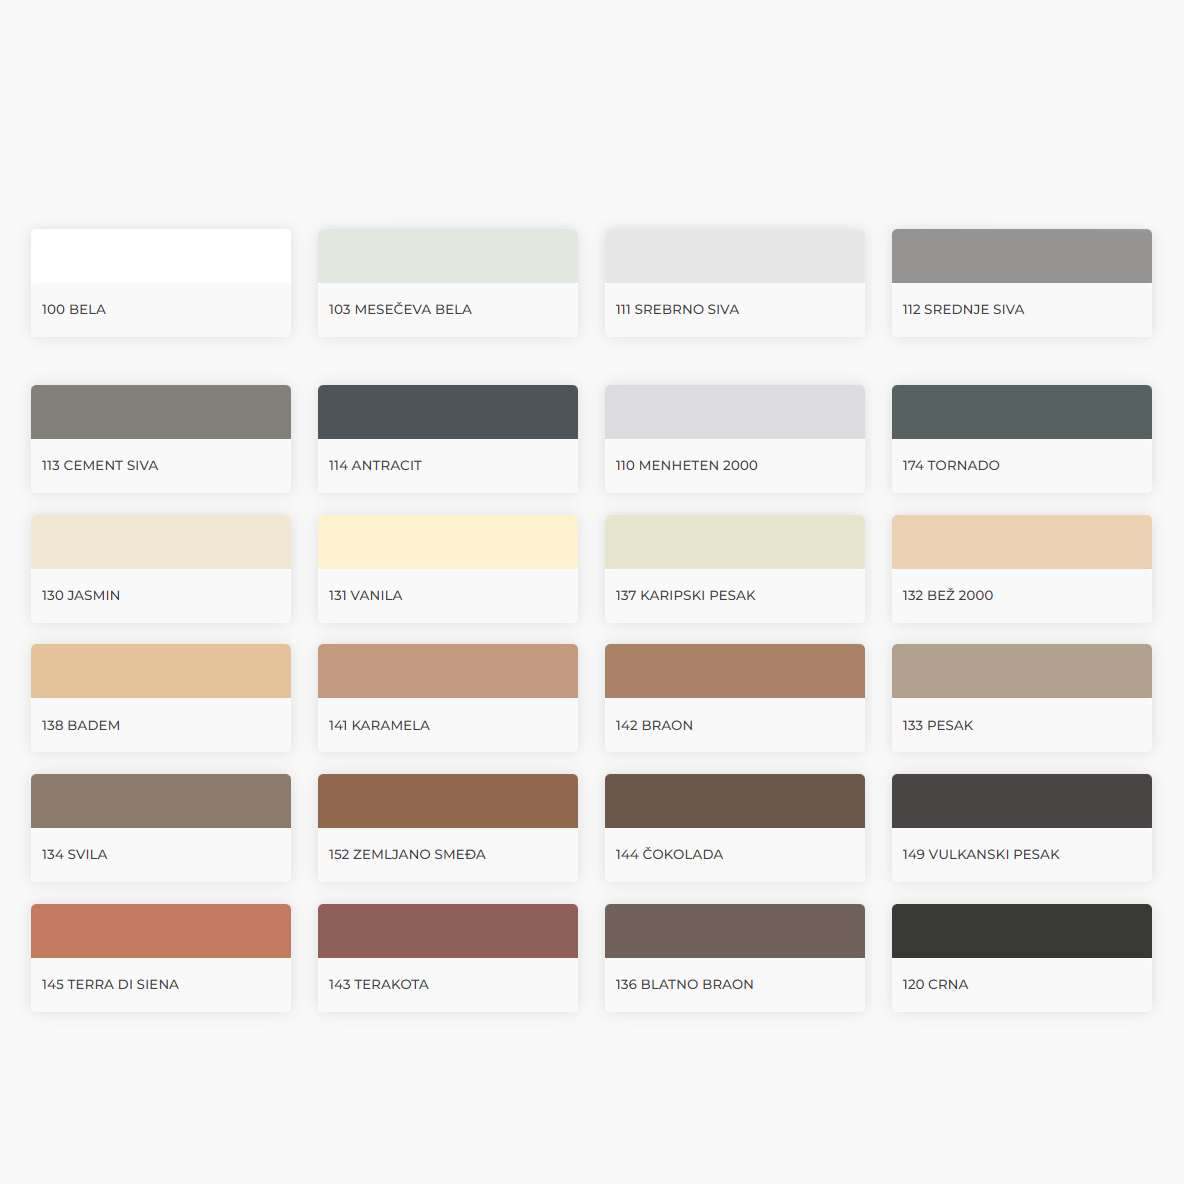 100 BELA
103 MESEČEVA BELA
111 SREBRNO SIVA
112 SREDNJE SIVA
113 CEMENT SIVA
114 ANTRACIT
110 MENHETEN 2000
174 TORNADO
130 JASMIN
131 VANILA
137 KARIPSKI PESAK
132 BEŽ 2000
138 BADEM
141 KARAMELA
142 BRAON
133 PESAK
134 SVILA
152 ZEMLJANO SMEĐA
144 ČOKOLADA
149 VULKANSKI PESAK
145 TERRA DI SIENA
143 TERAKOTA
136 BLATNO BRAON
120 CRNA